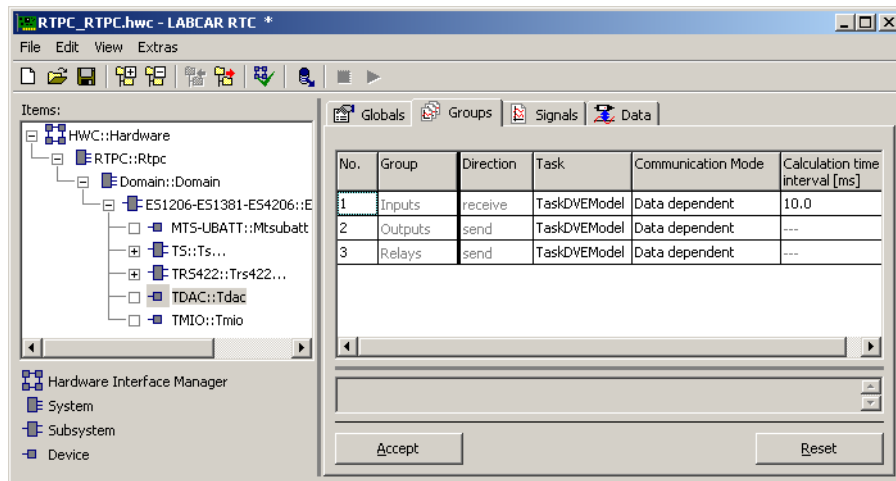 RTPC_RTPC.hwc - LABCAR RTC *
File Edit View Extras
Items:
HWC::Hardware
RTPC::Rtpc
Domain::Domain
ES1206-ES1381-ES4206::E
MTS-UBATT::Mtsubatt
TS::Ts...
TRS422::Trs422...
TDAC::Tdac
TMIO::Tmio
Hardware Interface Manager
System
Subsystem
Device
Globals Groups Signals Data
No. Group Direction Task Communication Mode Calculation time interval [ms]
1 Inputs receive TaskDVEModel Data dependent 10.0
2 Outputs send TaskDVEModel Data dependent ---
3 Relays send TaskDVEModel Data dependent ---
Accept Reset